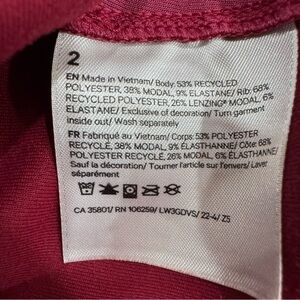 2
EN Made in Vietnam/ Body: 53% RECYCLED
POLYESTER, 38% MODAL, 9% ELASTANE/ Rib: 68%
RECYCLED POLYESTER, 26% LENZING® MODAL, 6%
ELASTANE/ Exclusive of decoration/ Turn garment
inside out/ Wash separately
FR Fabriqué au Vietnam/ Corps: 53% POLYESTER
RECYCLÉ, 38% MODAL, 9% ÉLASTHANNE/ Côte: 68%
POLYESTER RECYCLÉ, 26% MODAL, 6% ÉLASTHANNE/
Sauf la décoration/ Tourner l'article sur l'envers/ Laver
séparément
CA 35801/ RN 106259/ LW3GDVS/ 22-4/ Z5